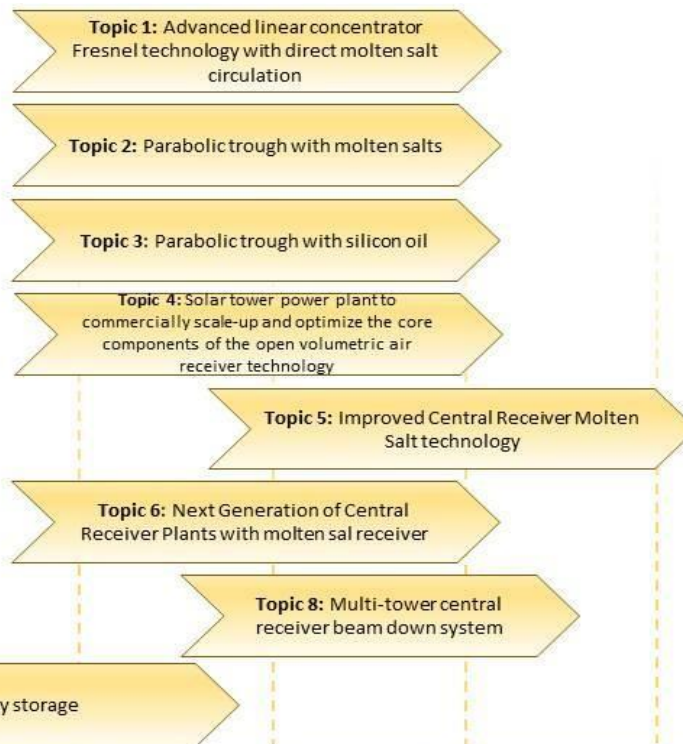 Topic 1: Advanced linear concentrator
Fresnel technology with direct molten salt
circulation
Topic 2: Parabolic trough with molten salts
Topic 3: Parabolic trough with silicon oil
Topic 4: Solar tower power plant to
commercially scale-up and optimize the core
components of the open volumetric air
receiver technology
Topic 5: Improved Central Receiver Molten
Salt technology
Topic 6: Next Generation of Central
Receiver Plants with molten sal receiver
Topic 8: Multi-tower central
receiver beam down system
y storage